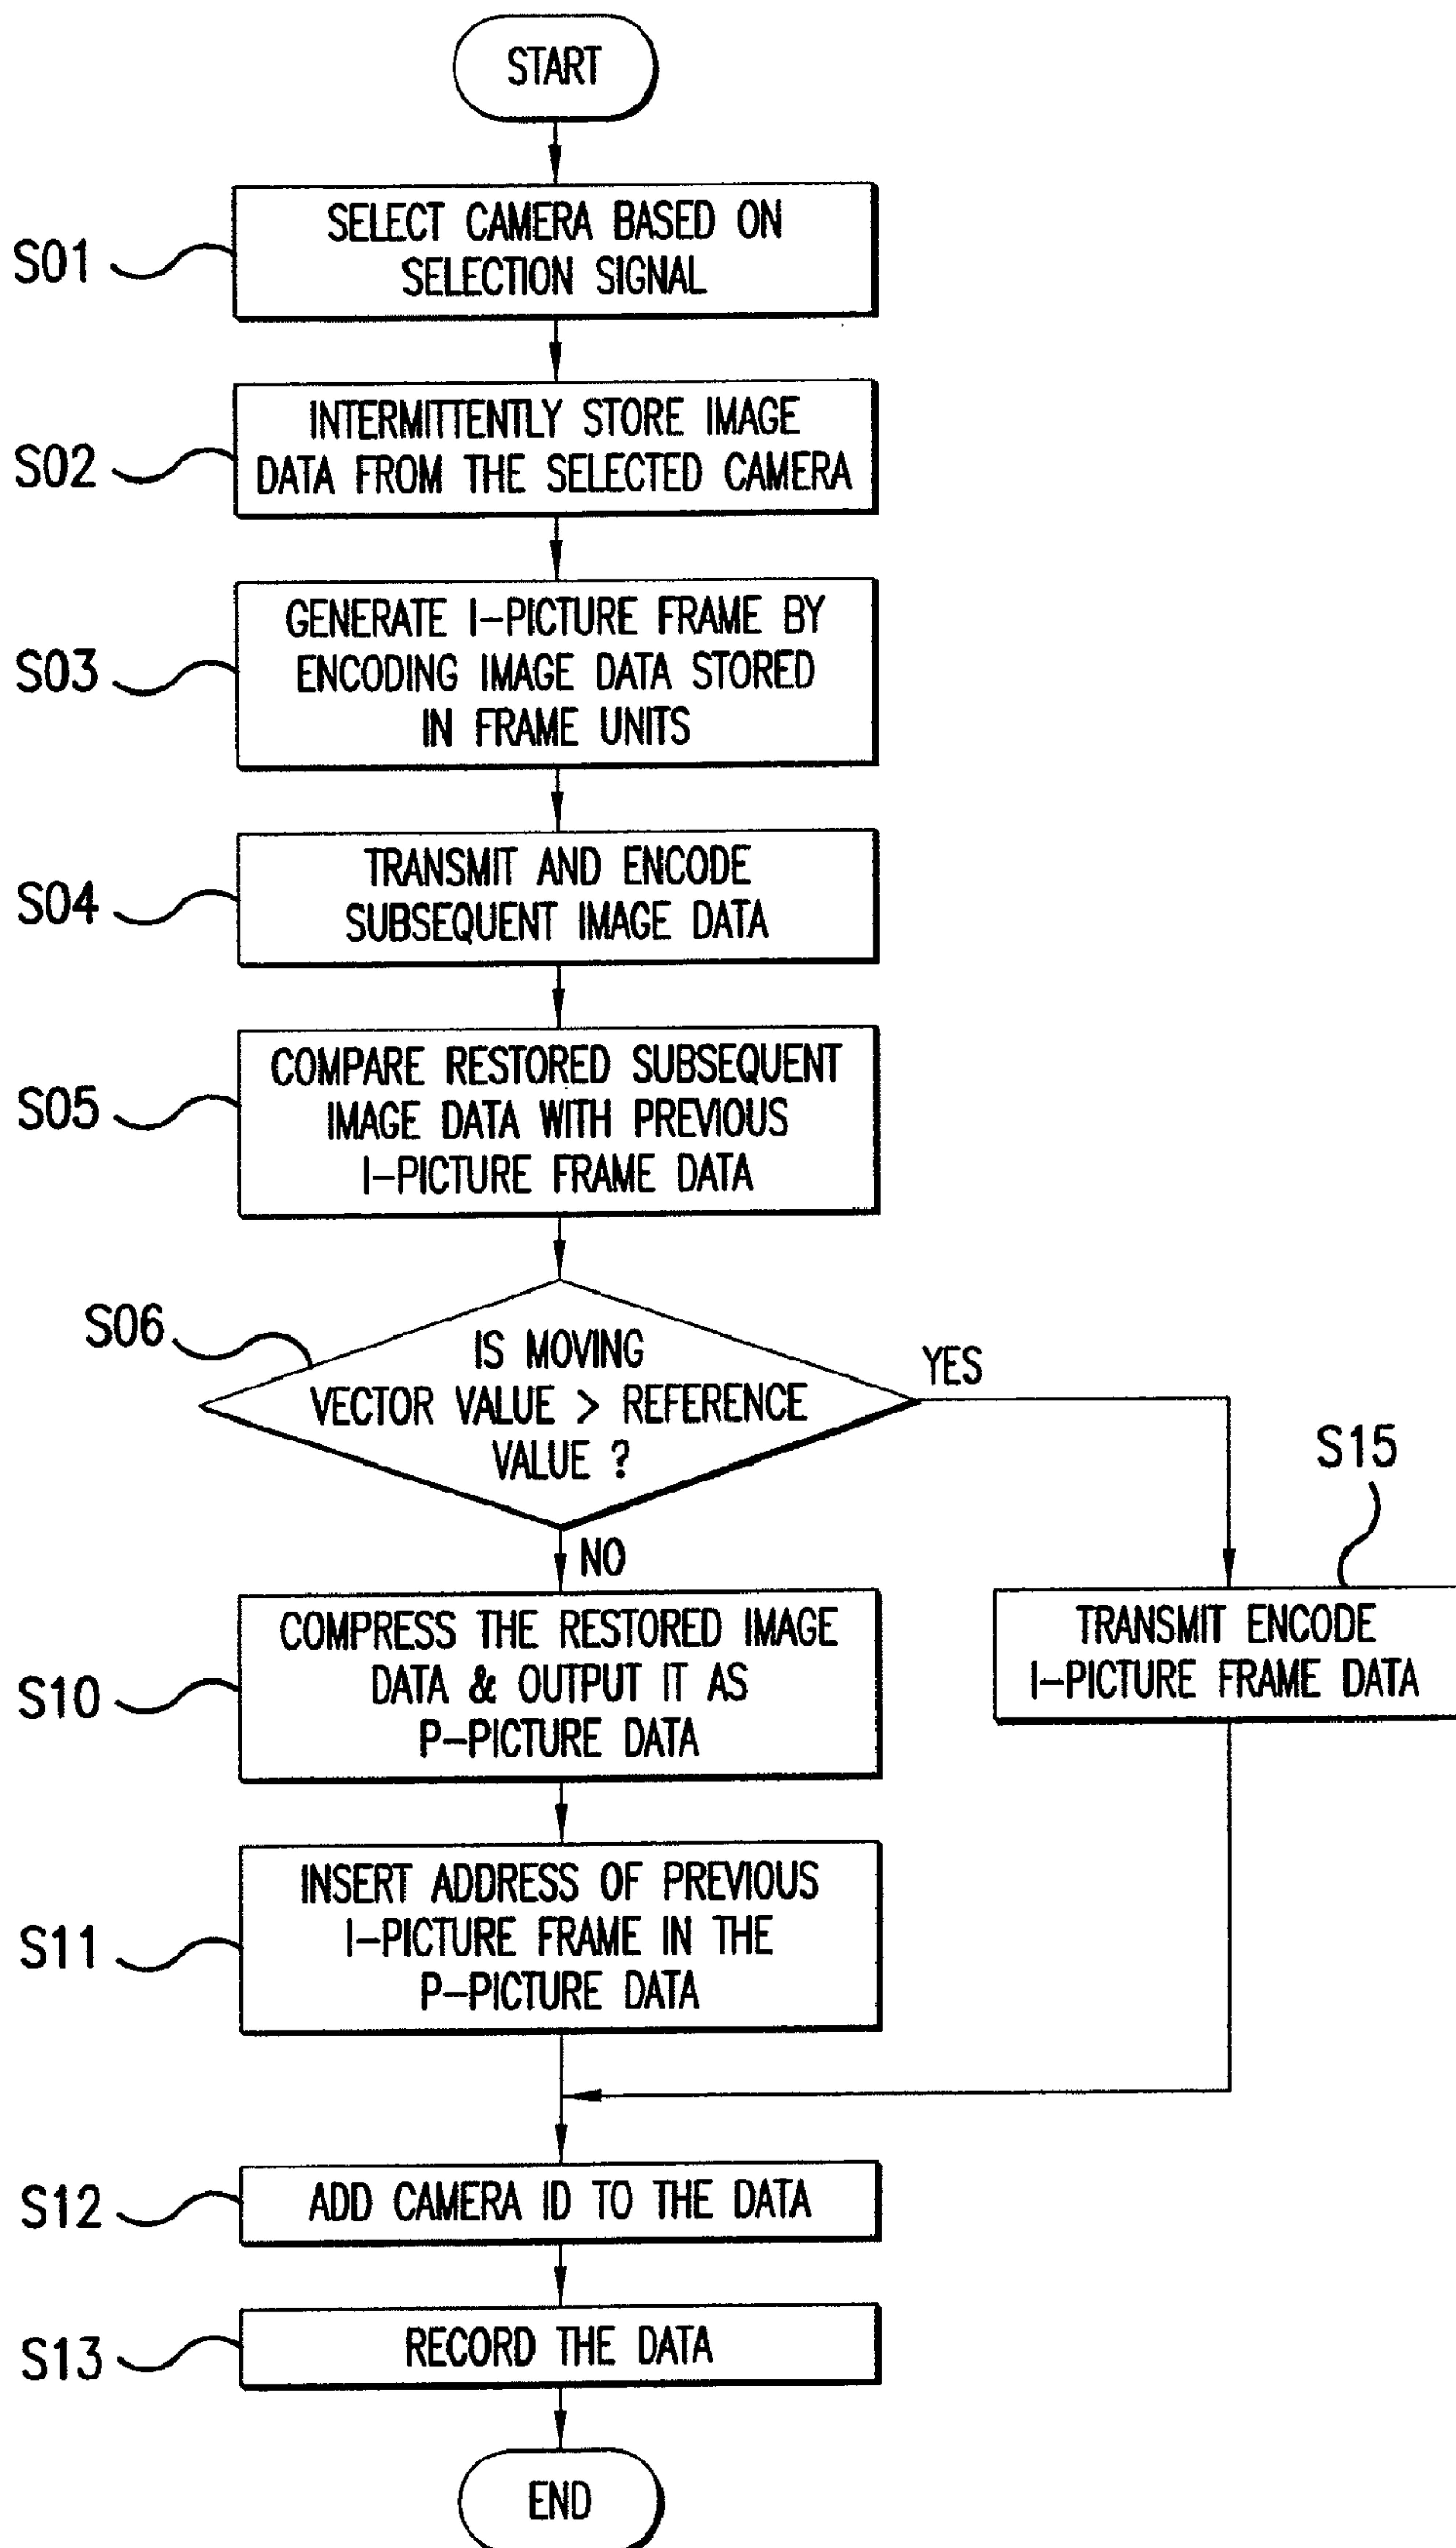 START
S01
SELECT CAMERA BASED ON
SELECTION SIGNAL
S02
INTERMITTENTLY STORE IMAGE
DATA FROM THE SELECTED CAMERA
S03
GENERATE I-PICTURE FRAME BY
ENCODING IMAGE DATA STORED
IN FRAME UNITS
S04
TRANSMIT AND ENCODE
SUBSEQUENT IMAGE DATA
S05
COMPARE RESTORED SUBSEQUENT
IMAGE DATA WITH PREVIOUS
I-PICTURE FRAME DATA
S06
IS MOVING
VECTOR VALUE > REFERENCE
VALUE ?
YES
NO
S15
TRANSMIT ENCODE
I-PICTURE FRAME DATA
S10
COMPRESS THE RESTORED IMAGE
DATA & OUTPUT IT AS
P-PICTURE DATA
S11
INSERT ADDRESS OF PREVIOUS
I-PICTURE FRAME IN THE
P-PICTURE DATA
S12
ADD CAMERA ID TO THE DATA
S13
RECORD THE DATA
END